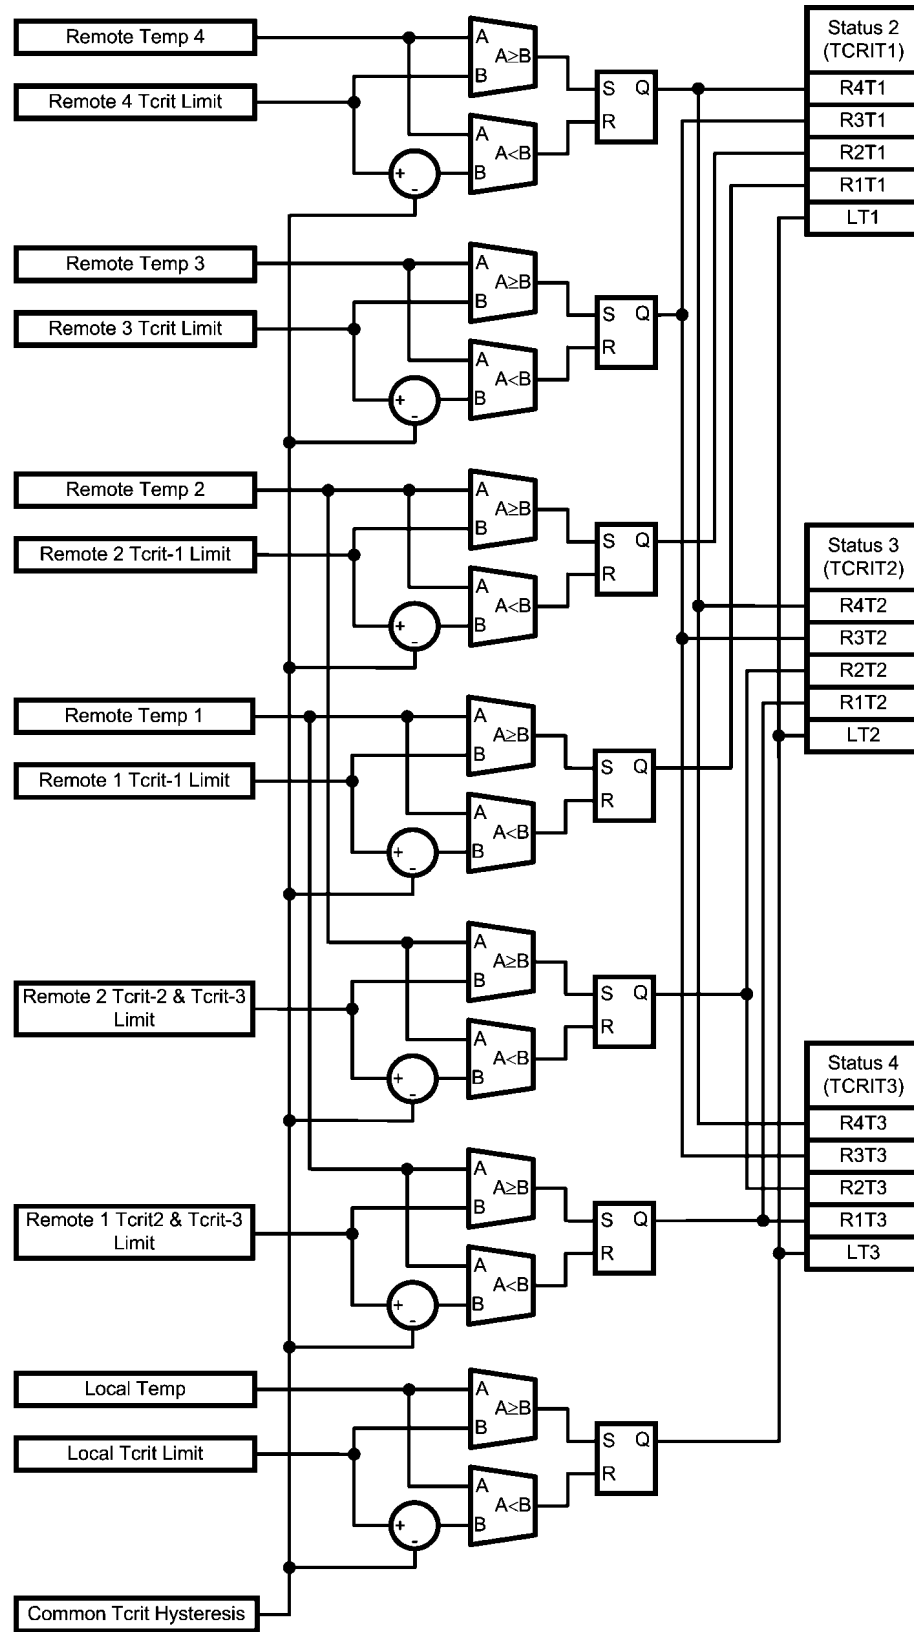 Remote Temp 4
Remote 4 Tcrit Limit
A
A≥B
B
A
A<B
B
+
-
S Q
R
Status 2
(TCRIT1)
R4T1
R3T1
R2T1
R1T1
LT1
Remote Temp 3
Remote 3 Tcrit Limit
A
A≥B
B
A
A<B
B
+
-
S Q
R
Remote Temp 2
Remote 2 Tcrit-1 Limit
A
A≥B
B
A
A<B
B
+
-
S Q
R
Status 3
(TCRIT2)
R4T2
R3T2
R2T2
R1T2
LT2
Remote Temp 1
Remote 1 Tcrit-1 Limit
A
A≥B
B
A
A<B
B
+
-
S Q
R
Remote 2 Tcrit-2 & Tcrit-3
Limit
A
A≥B
B
A
A<B
B
+
-
S Q
R
Status 4
(TCRIT3)
R4T3
R3T3
R2T3
R1T3
LT3
Remote 1 Tcrit2 & Tcrit-3
Limit
A
A≥B
B
A
A<B
B
+
-
S Q
R
Local Temp
Local Tcrit Limit
A
A≥B
B
A
A<B
B
+
-
S Q
R
Common Tcrit Hysteresis